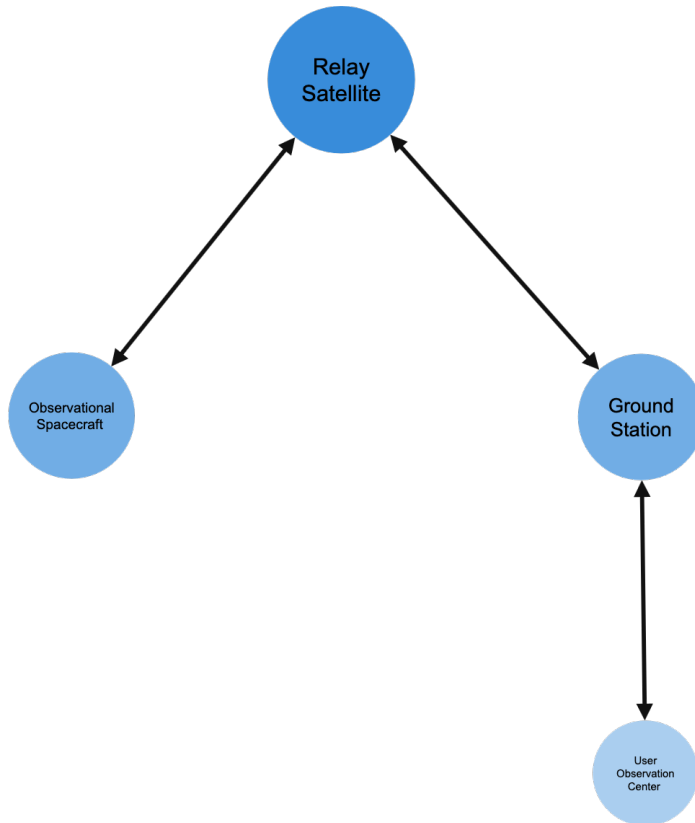 Relay
Satellite
Observational
Spacecraft
Ground
Station
User
Observation
Center